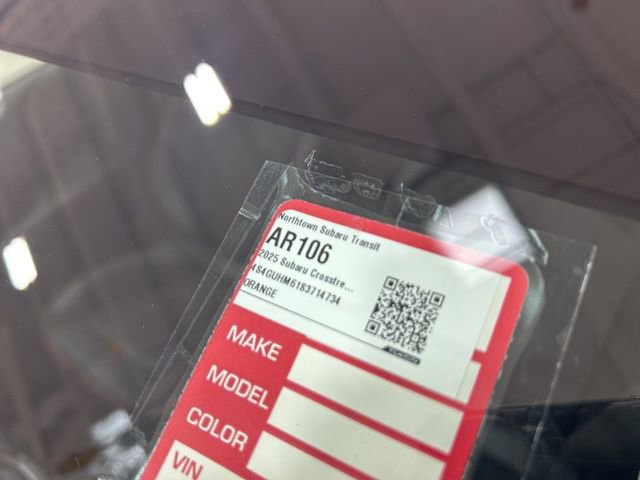 Northtown Subaru Transit
AR106
2025 Subaru Crosstre...
4S4GUHM61S3714734
ORANGE
MAKE
MODEL
COLOR
VIN